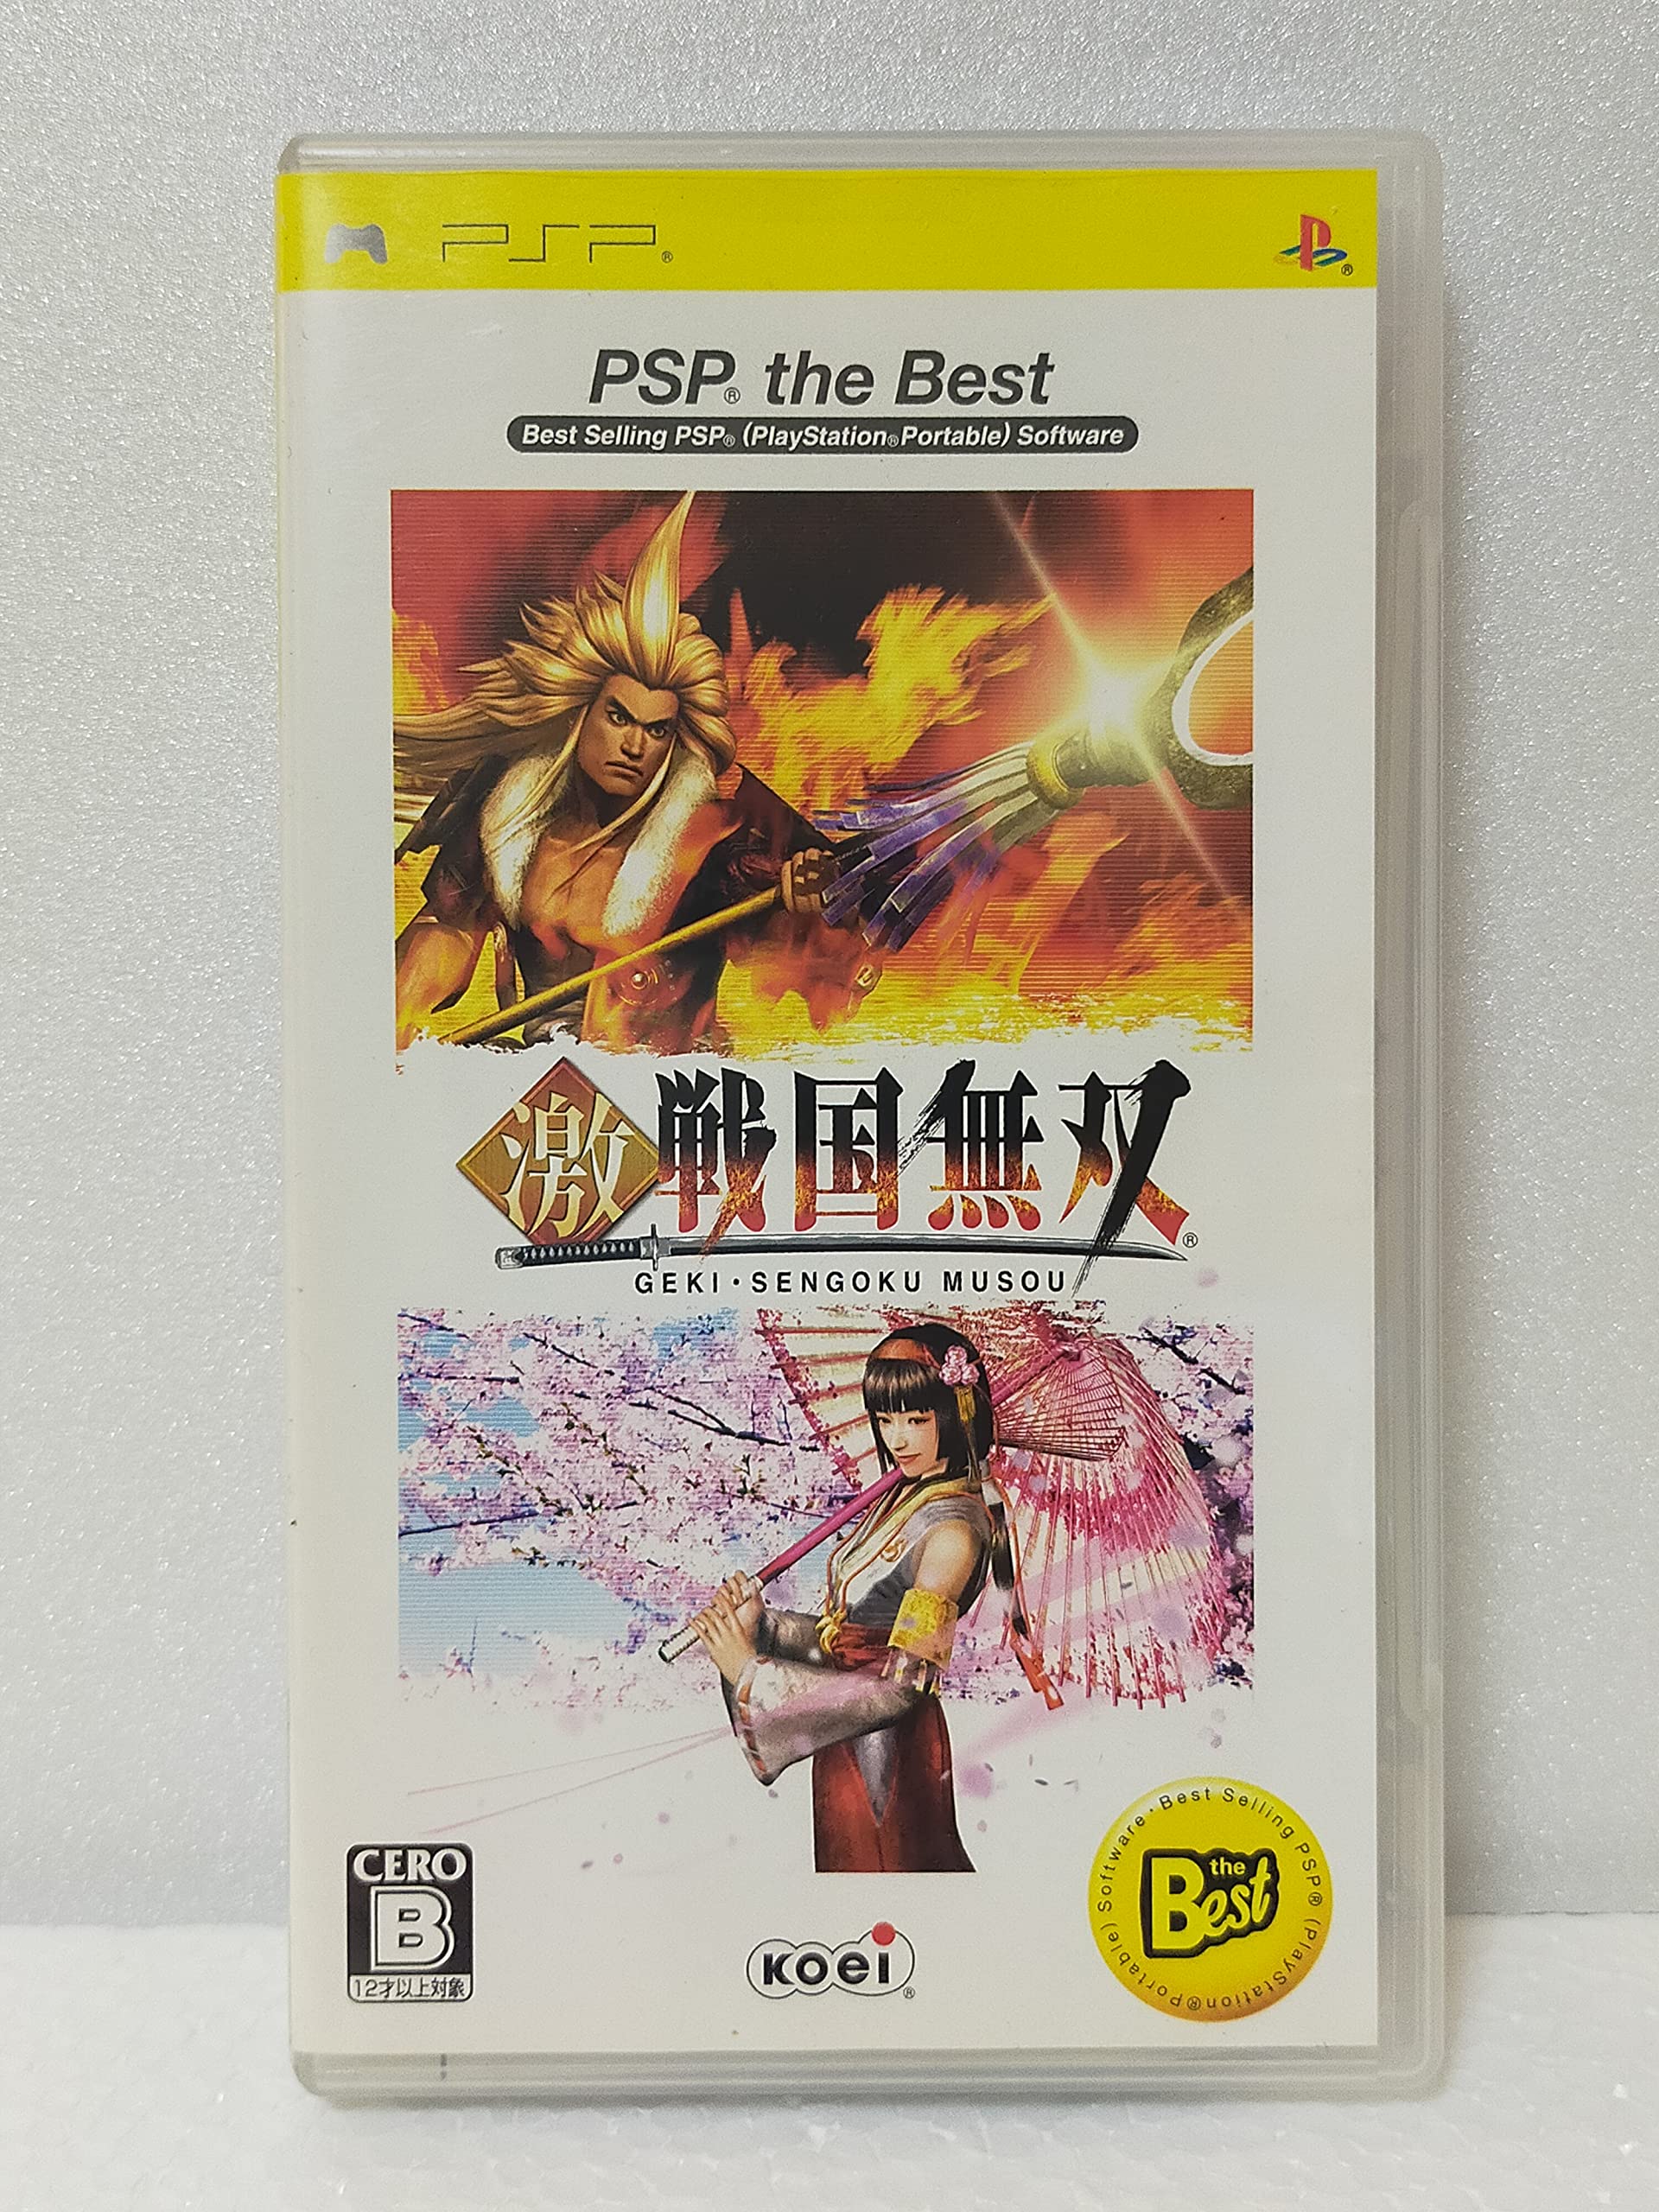 PSP®
®
PSP® the Best
Best Selling PSP® (PlayStation®Portable) Software
激 戦国無双®
GEKI・SENGOKU MUSOU
CERO
B
12才以上対象
KOEI®
the Best
Software・Best Selling PSP® (PlayStation®Portable)